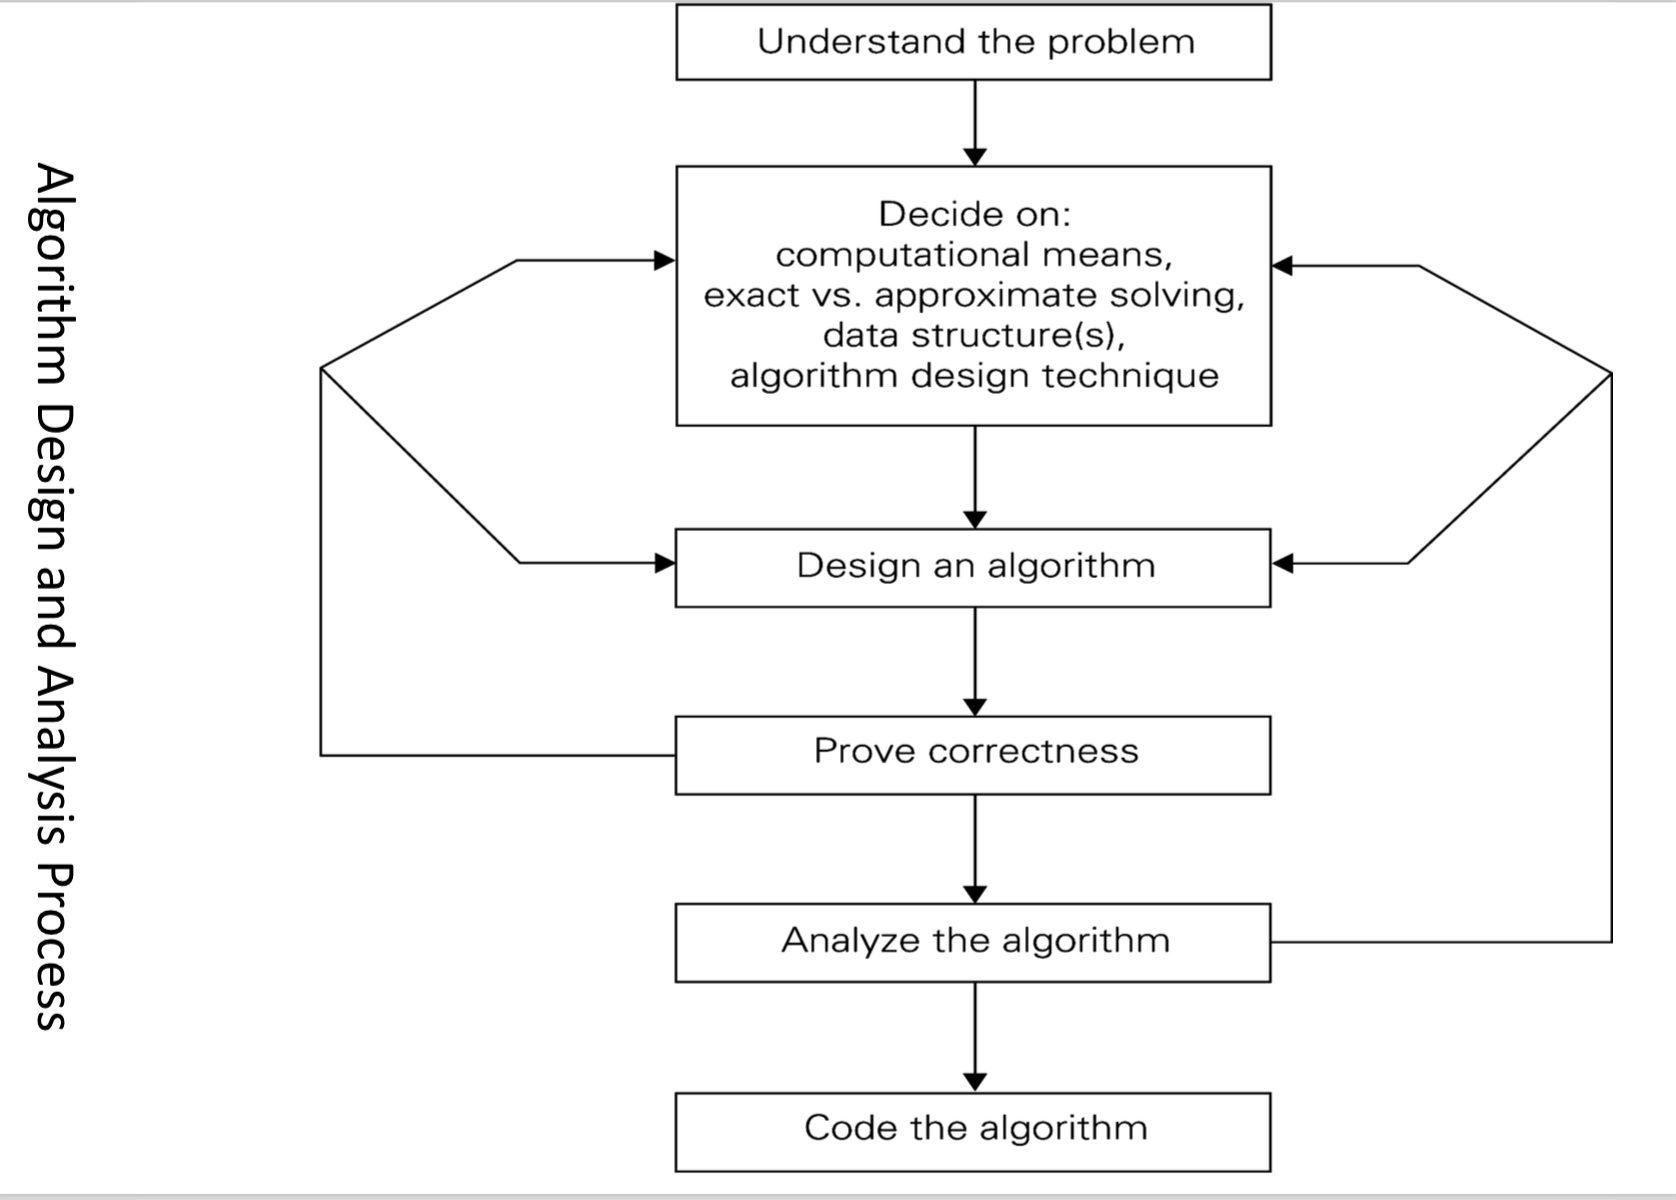 Algorithm Design and Analysis Process
Understand the problem
Decide on:
computational means,
exact vs. approximate solving,
data structure(s),
algorithm design technique
Design an algorithm
Prove correctness
Analyze the algorithm
Code the algorithm